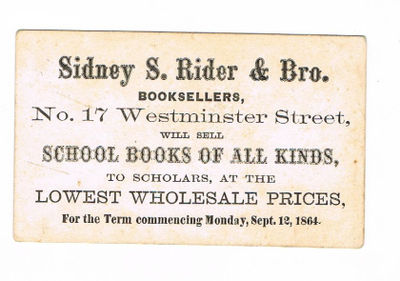 Sidney S. Rider & Bro.
BOOKSELLERS,
No. 17 Westminster Street,
WILL SELL
SCHOOL BOOKS OF ALL KINDS,
TO SCHOLARS, AT THE
LOWEST WHOLESALE PRICES,
For the Term commencing Monday, Sept. 12, 1864.